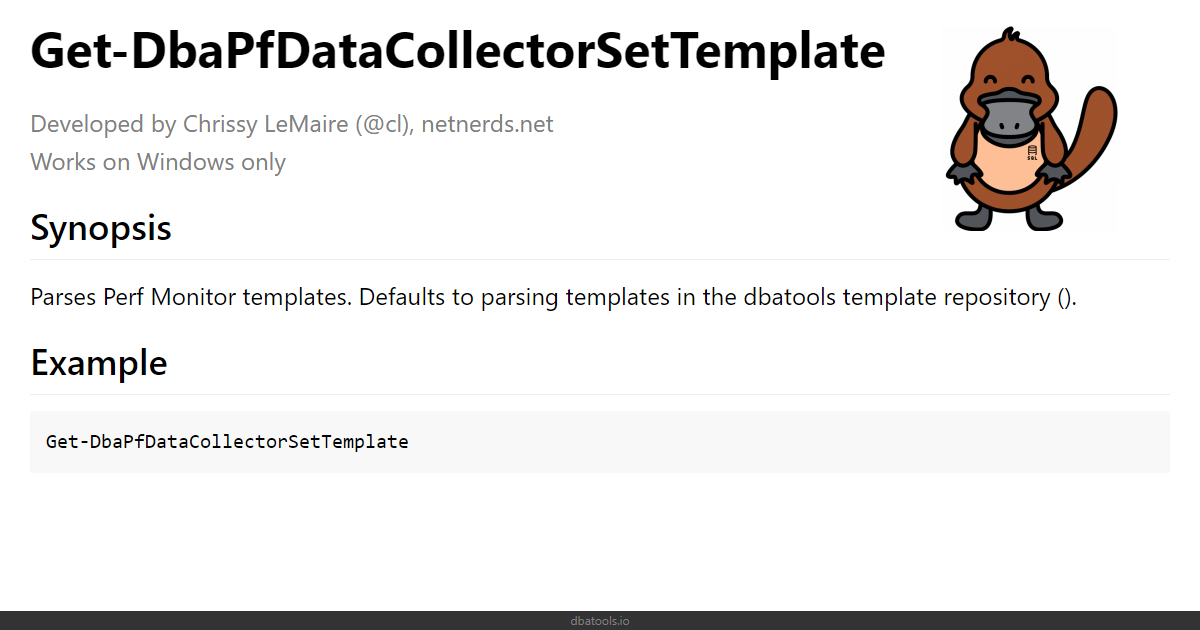 Get-DbaPfDataCollectorSetTemplate
Developed by Chrissy LeMaire (@cl), netnerds.net
Works on Windows only
SQL
Synopsis
Parses Perf Monitor templates. Defaults to parsing templates in the dbatools template repository ().
Example
Get-DbaPfDataCollectorSetTemplate
dbatools.io